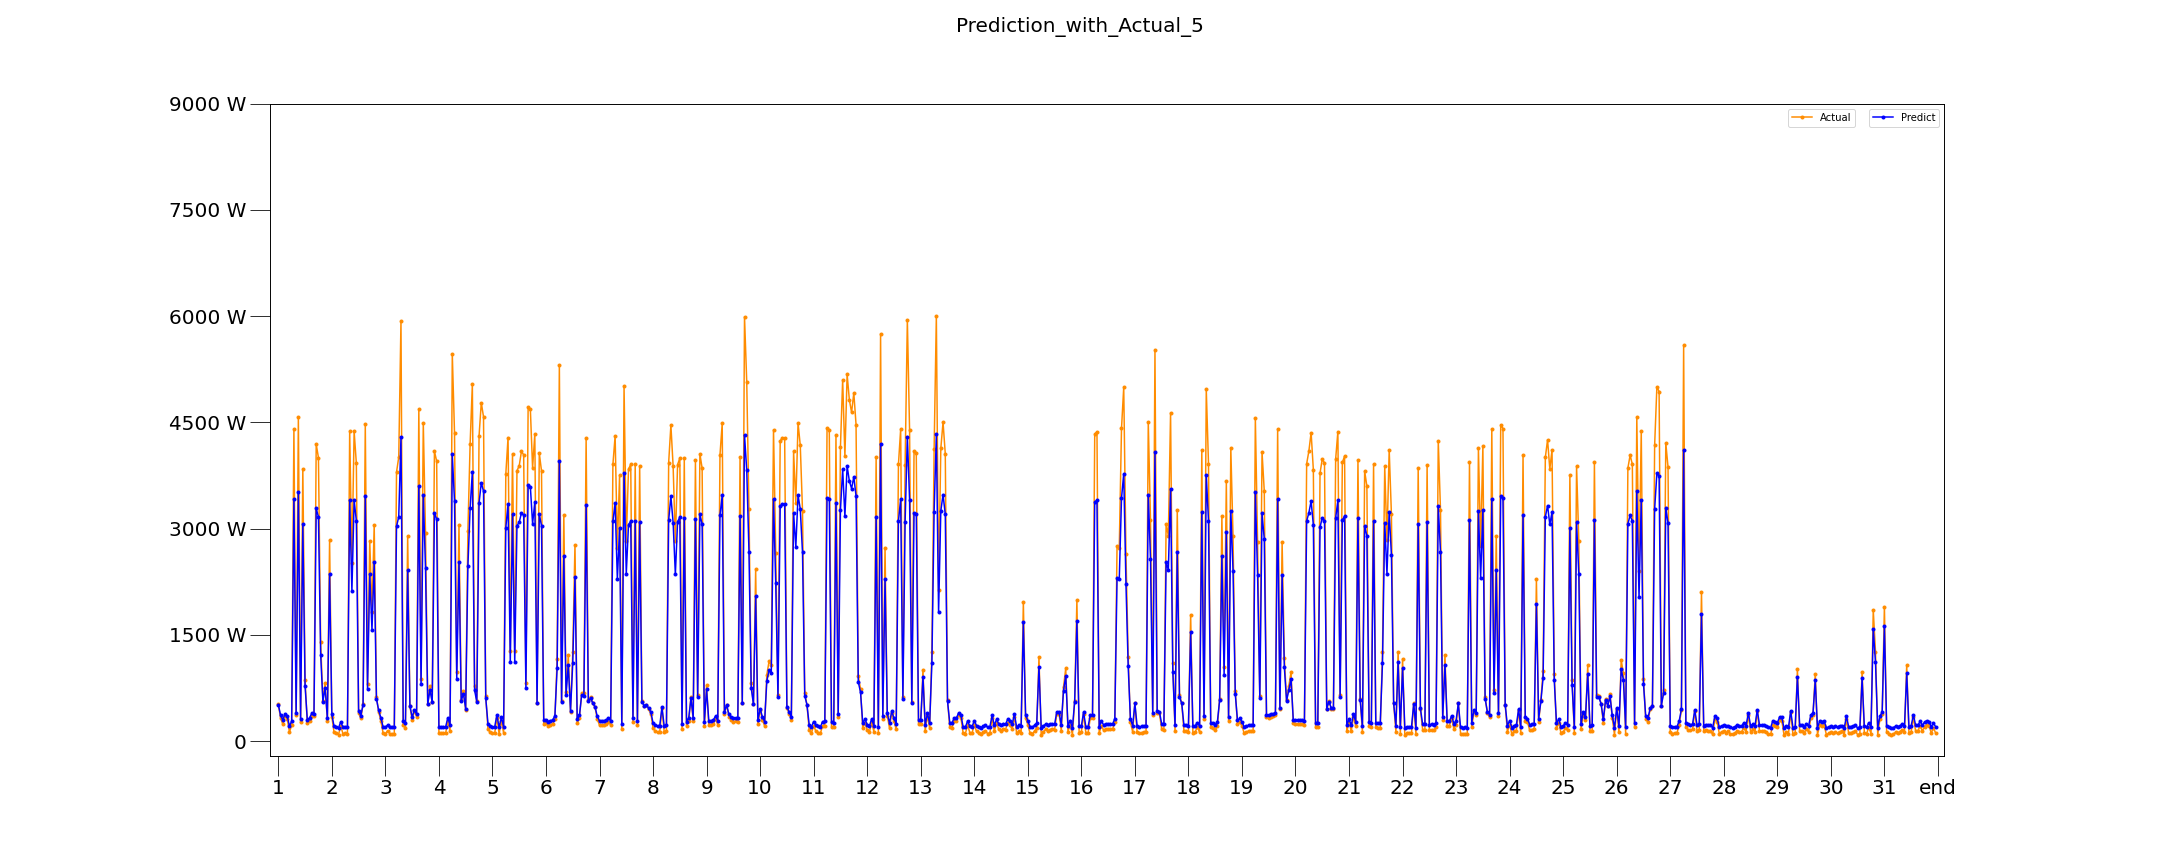 Prediction_with_Actual_5
9000 W
7500 W
6000 W
4500 W
3000 W
1500 W
0
Actual Predict
1 2 3 4 5 6 7 8 9 10 11 12 13 14 15 16 17 18 19 20 21 22 23 24 25 26 27 28 29 30 31 end